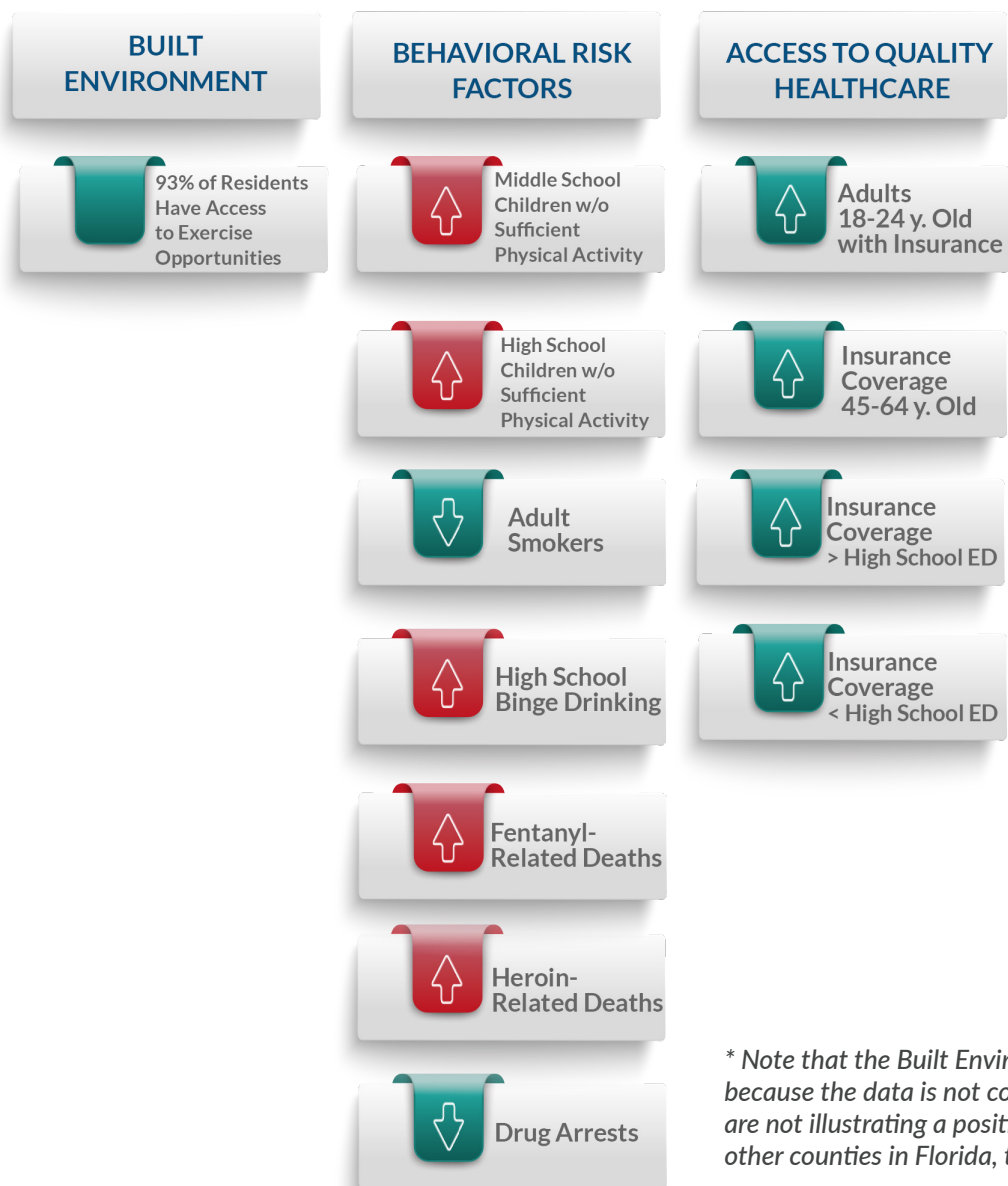 BUILT
ENVIRONMENT
93% of Residents
Have Access
to Exercise
Opportunities
BEHAVIORAL RISK
FACTORS
Middle School
Children w/o
Sufficient
Physical Activity
High School
Children w/o
Sufficient
Physical Activity
Adult
Smokers
High School
Binge Drinking
Fentanyl-
Related Deaths
Heroin-
Related Deaths
Drug Arrests
ACCESS TO QUALITY
HEALTHCARE
Adults
18-24 y. Old
with Insurance
Insurance
Coverage
45-64 y. Old
Insurance
Coverage
> High School ED
Insurance
Coverage
< High School ED
* Note that the Built
because the data is not
are not illustrating a
other counties in Florida,